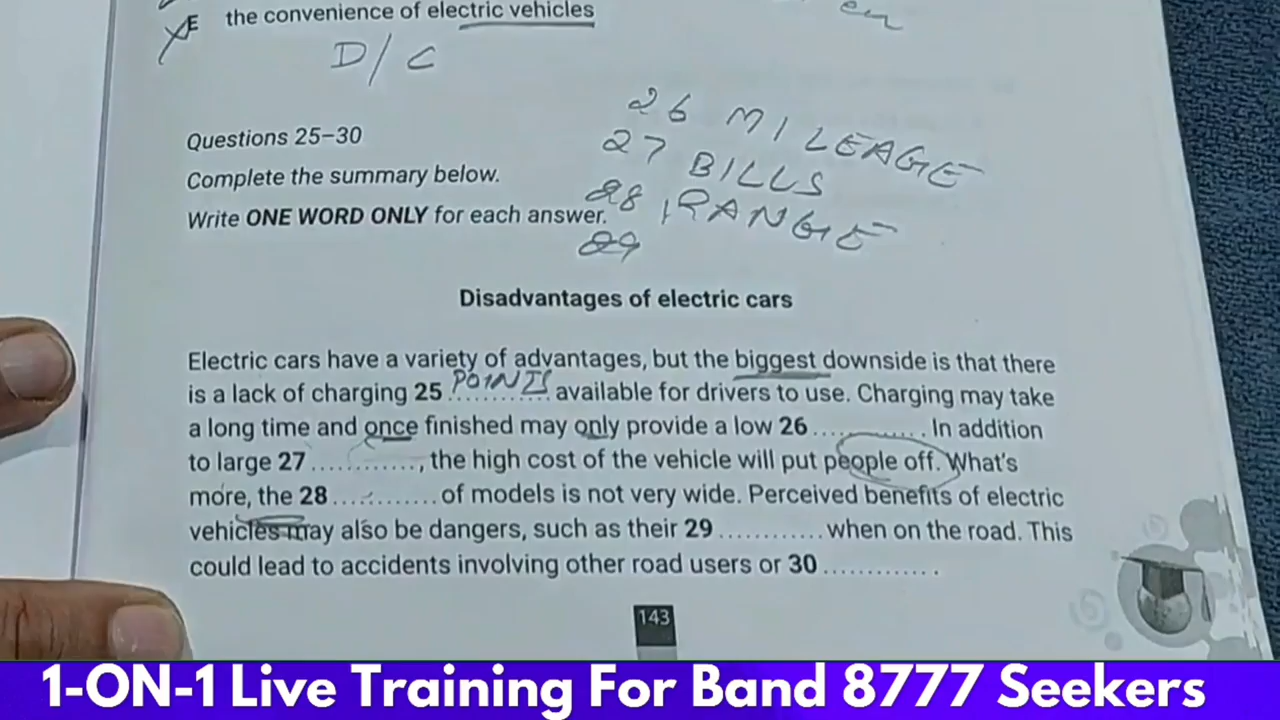 E the convenience of electric vehicles
D/C
26 MILEAGE
27 BILLS
28 RANGE
29
Questions 25–30
Complete the summary below.
Write ONE WORD ONLY for each answer.
Disadvantages of electric cars
Electric cars have a variety of advantages, but the biggest downside is that there
is a lack of charging 25 POINTS available for drivers to use. Charging may take
a long time and once finished may only provide a low 26 ............ In addition
to large 27 ............, the high cost of the vehicle will put people off. What's
more, the 28 ............ of models is not very wide. Perceived benefits of electric
vehicles may also be dangers, such as their 29 ............ when on the road. This
could lead to accidents involving other road users or 30 ............
143
1-ON-1 Live Training For Band 8777 Seekers